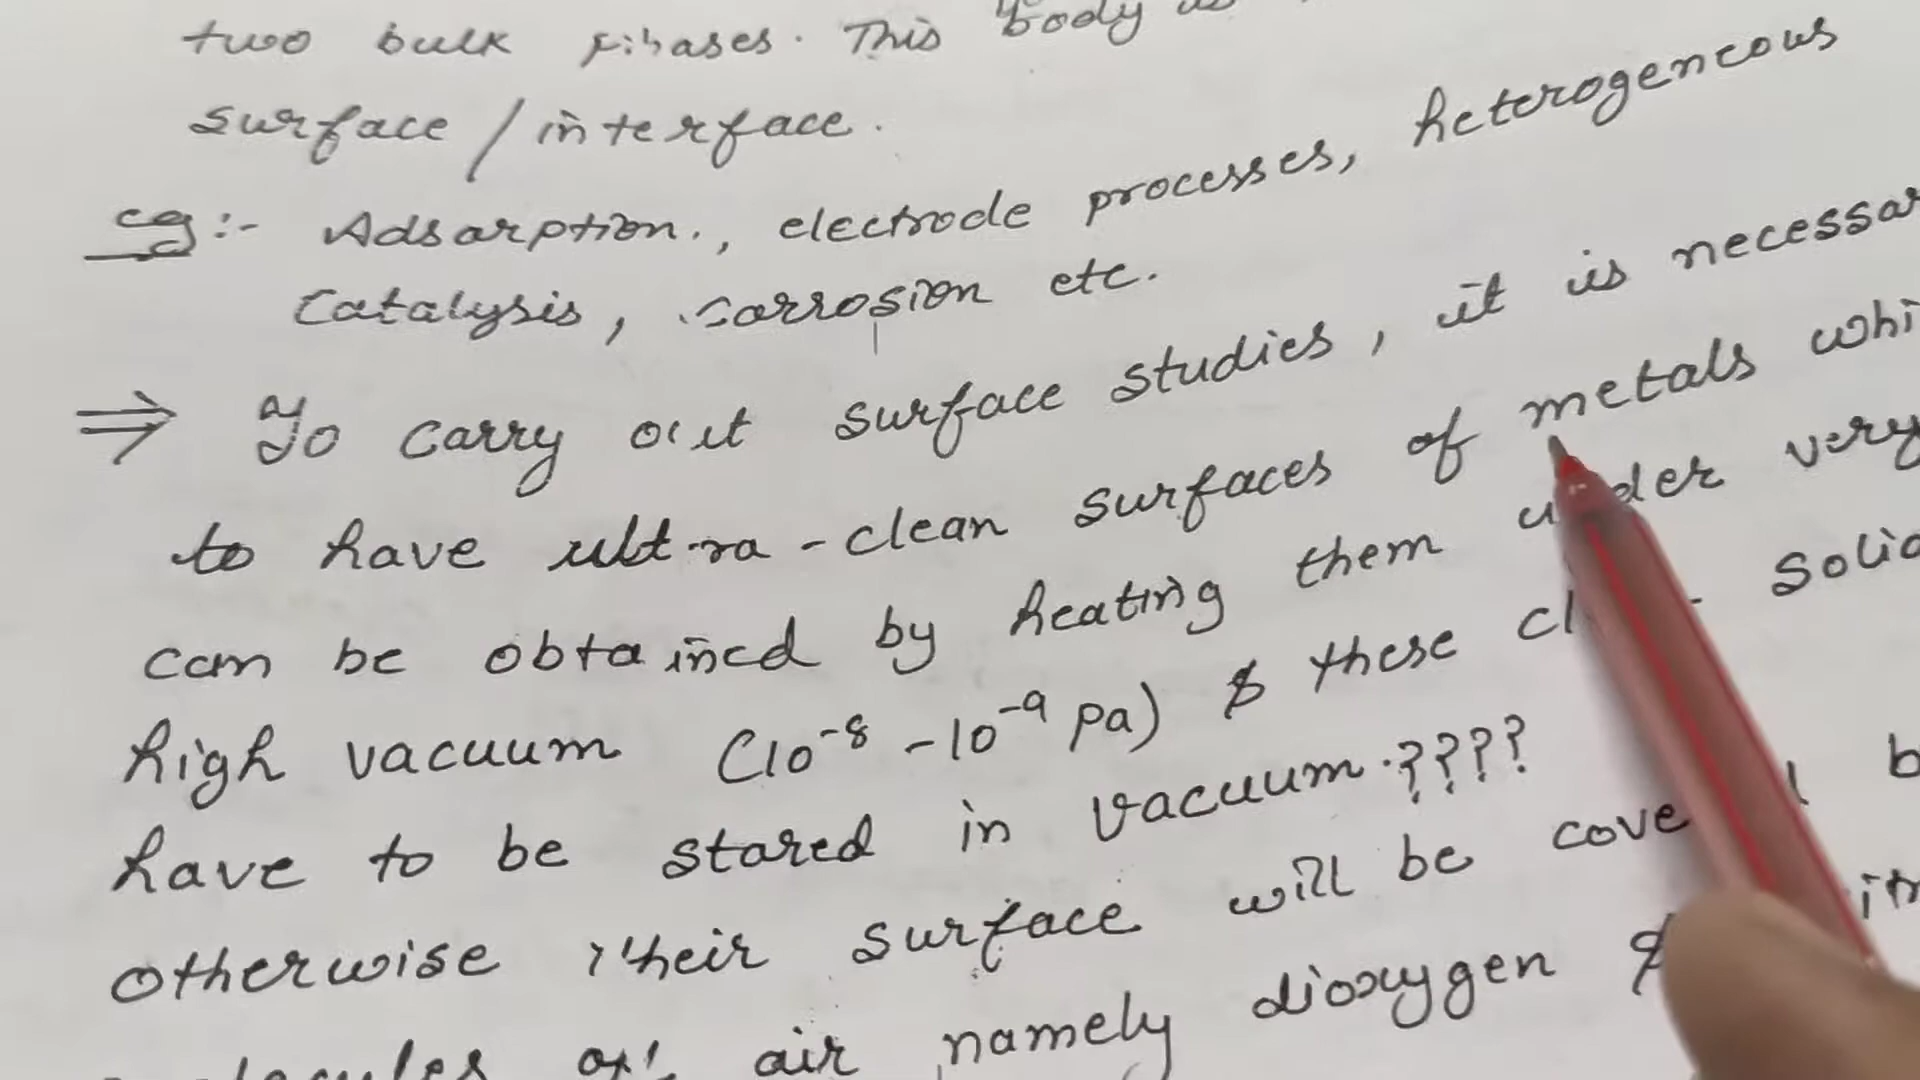 two bulk phases. This body
surface / interface.
eg:- Adsarption., electrode processes, heterogeneous
Catalysis, corrosion etc.
⇒ To carry out surface studies, it is necessar
to have ultra-clean surfaces of metals whi
can be obtained by heating them under very
high vacuum (10⁻⁸ - 10⁻⁹ pa) & these cl solid
have to be stared in vacuum.????
otherwise their surface will be cove b
air namely dioxygen &